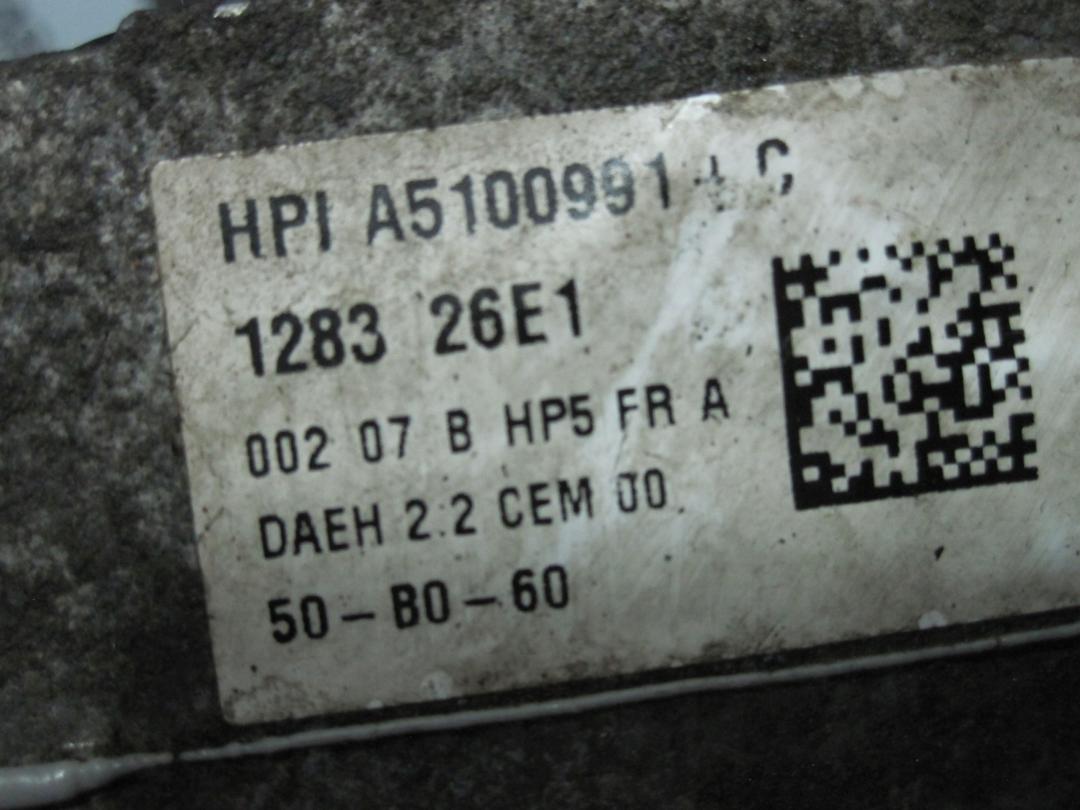 HPI A5100991
1283 26E1
002 07 B HP5 FR A
DAEH 2.2 CEM 00
50-B0-60